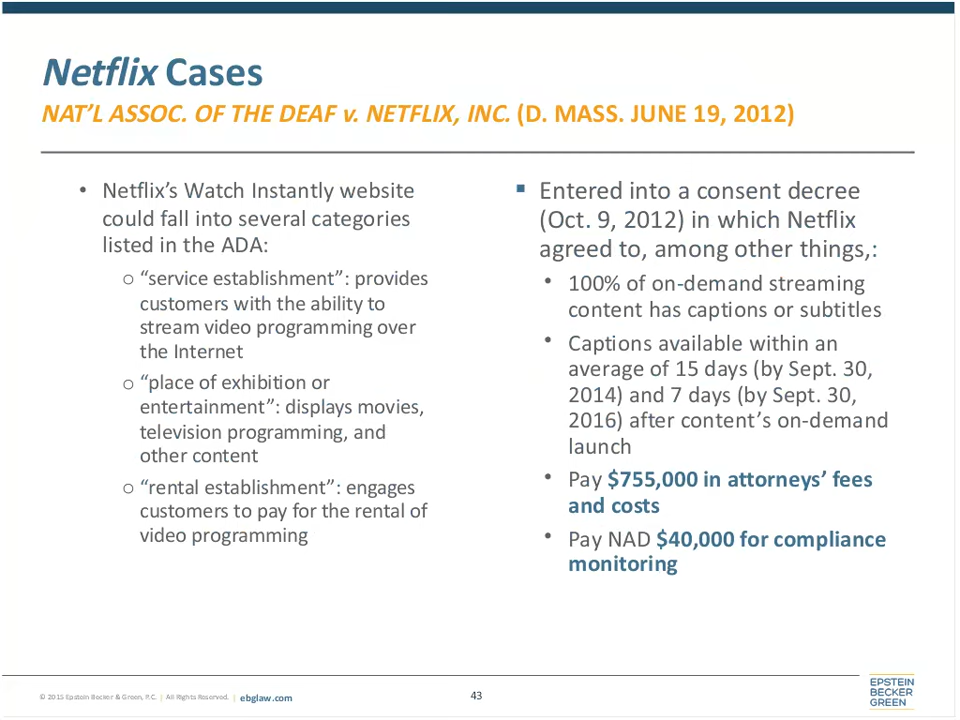 Netflix Cases
NAT’L ASSOC. OF THE DEAF v. NETFLIX, INC. (D. MASS. JUNE 19, 2012)
• Netflix’s Watch Instantly website
could fall into several categories
listed in the ADA:
○ “service establishment”: provides
customers with the ability to
stream video programming over
the Internet
○ “place of exhibition or
entertainment”: displays movies,
television programming, and
other content
○ “rental establishment”: engages
customers to pay for the rental of
video programming
▪ Entered into a consent decree
(Oct. 9, 2012) in which Netflix
agreed to, among other things,:
• 100% of on-demand streaming
content has captions or subtitles
• Captions available within an
average of 15 days (by Sept. 30,
2014) and 7 days (by Sept. 30,
2016) after content’s on-demand
launch
• Pay $755,000 in attorneys’ fees
and costs
• Pay NAD $40,000 for compliance
monitoring
© 2015 Epstein Becker & Green, P.C. | All Rights Reserved. | ebglaw.com
43
EPSTEIN
BECKER
GREEN